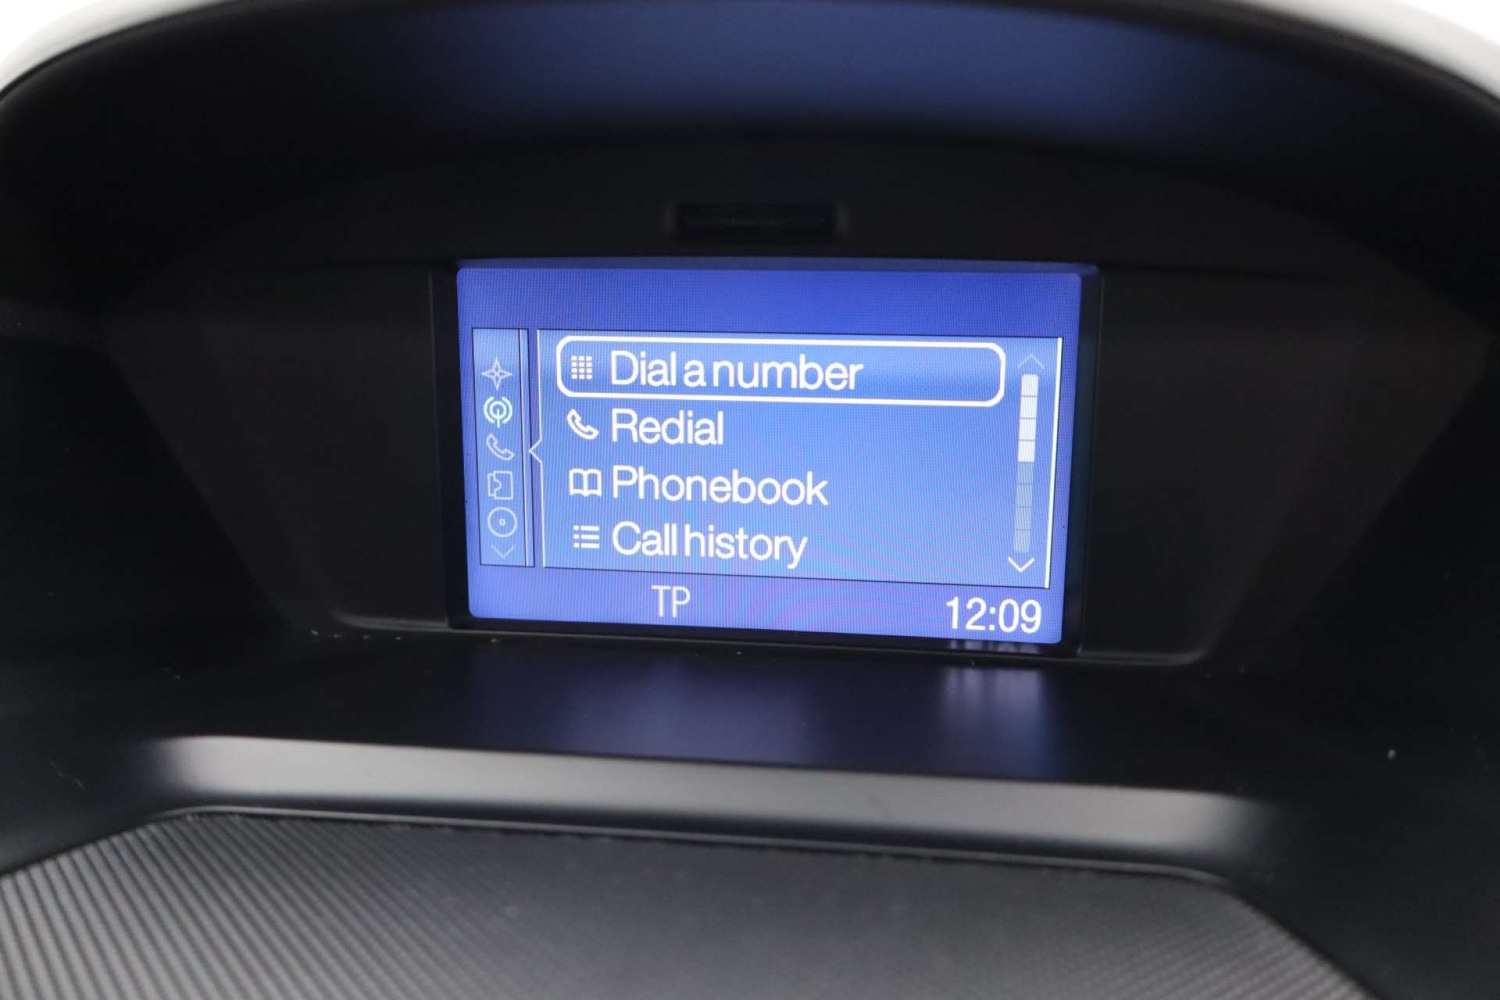 Dial a number
Redial
Phonebook
Call history
TP
12:09